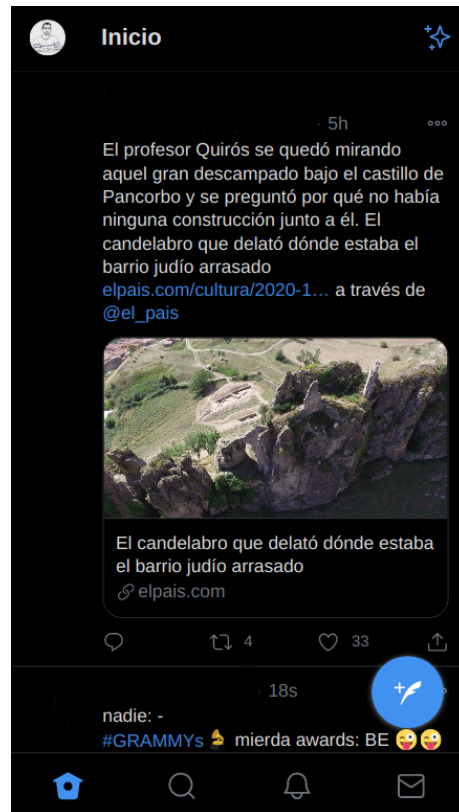 Inicio
· 5h
El profesor Quirós se quedó mirando
aquel gran descampado bajo el castillo de
Pancorbo y se preguntó por qué no había
ninguna construcción junto a él. El
candelabro que delató dónde estaba el
barrio judío arrasado
elpais.com/cultura/2020-1… a través de
@el_pais
El candelabro que delató dónde estaba
el barrio judío arrasado
elpais.com
4 33
· 18s
nadie: -
#GRAMMYs mierda awards: BE 😜😜